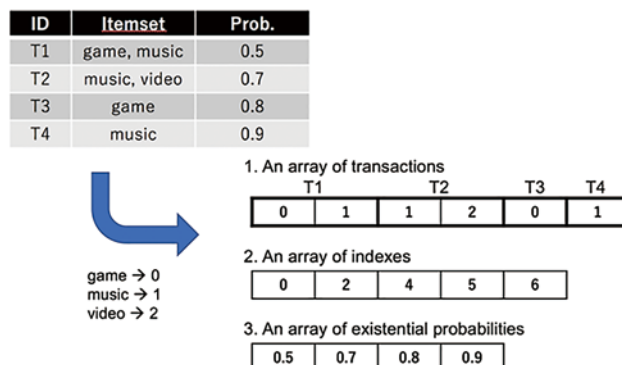 ID Itemset Prob.
T1 game, music 0.5
T2 music, video 0.7
T3 game 0.8
T4 music 0.9
1. An array of transactions
T1 T2 T3 T4
0 1 1 2 0 1
game → 0
music → 1
video → 2
2. An array of indexes
0 2 4 5 6
3. An array of existential probabilities
0.5 0.7 0.8 0.9